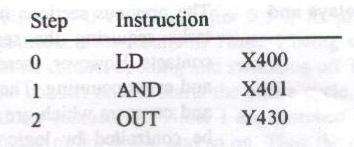 Step Instruction
0 LD X400
1 AND X401
2 OUT Y430